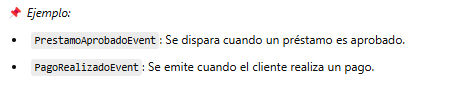 📌 Ejemplo:
• PrestamoAprobadoEvent: Se dispara cuando un préstamo es aprobado.
• PagoRealizadoEvent: Se emite cuando el cliente realiza un pago.